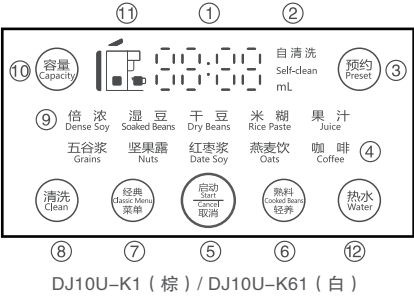 ⑪ ① ②
⑩ 容量 Capacity 88:88 自清洗 Self-clean mL 预约 Preset ③
⑨ 倍浓 湿豆 干豆 米糊 果汁
Dense Soy Soaked Beans Dry Beans Rice Paste Juice
五谷浆 坚果露 红枣浆 燕麦饮 咖啡 ④
Grains Nuts Date Soy Oats Coffee
清洗 Clean 经典 Classic Menu 菜单 启动 Start Cancel 取消 熟料 Cooked Beans 轻养 热水 Water
⑧ ⑦ ⑤ ⑥ ⑫
DJ10U-K1（棕）/ DJ10U-K61（白）